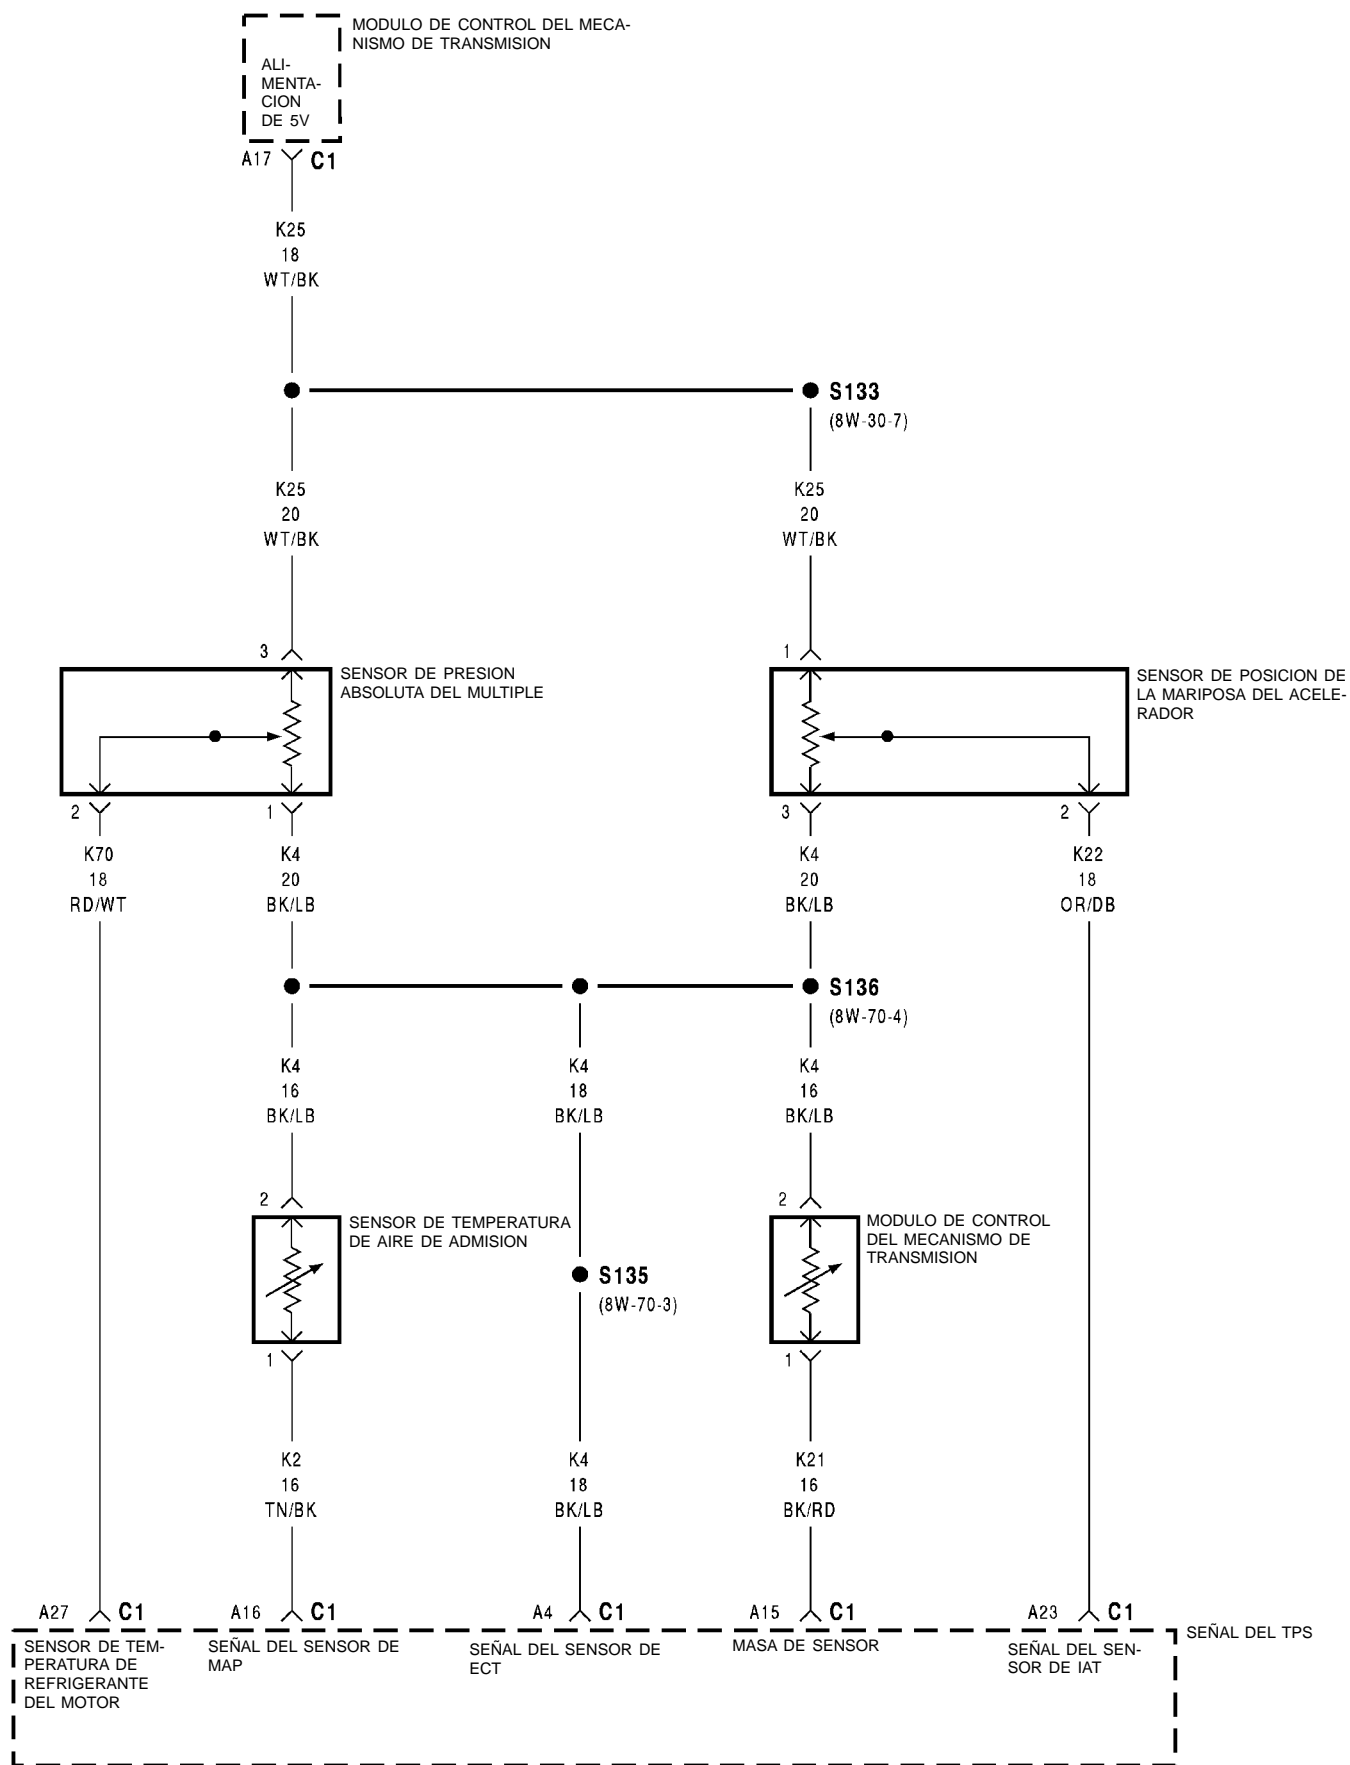 MODULO DE CONTROL DEL MECA-
NISMO DE TRANSMISION
ALI-
MENTA-
CION
DE 5V
A17 C1
K25
18
WT/BK
S133
(8W-30-7)
K25
20
WT/BK
K25
20
WT/BK
3
SENSOR DE PRESION
ABSOLUTA DEL MULTIPLE
1
SENSOR DE POSICION DE
LA MARIPOSA DEL ACELE-
RADOR
2
1
3
2
K70
18
RD/WT
K4
20
BK/LB
K4
20
BK/LB
K22
18
OR/DB
S136
(8W-70-4)
K4
16
BK/LB
K4
18
BK/LB
K4
16
BK/LB
2
SENSOR DE TEMPERATURA
DE AIRE DE ADMISION
2
MODULO DE CONTROL
DEL MECANISMO DE
TRANSMISION
S135
(8W-70-3)
1
1
K2
16
TN/BK
K4
18
BK/LB
K21
16
BK/RD
A27 C1
A16 C1
A4 C1
A15 C1
A23 C1
SENSOR DE TEM-
PERATURA DE
REFRIGERANTE
DEL MOTOR
SEÑAL DEL SENSOR DE
MAP
SEÑAL DEL SENSOR DE
ECT
MASA DE SENSOR
SEÑAL DEL SEN-
SOR DE IAT
SEÑAL DEL TPS